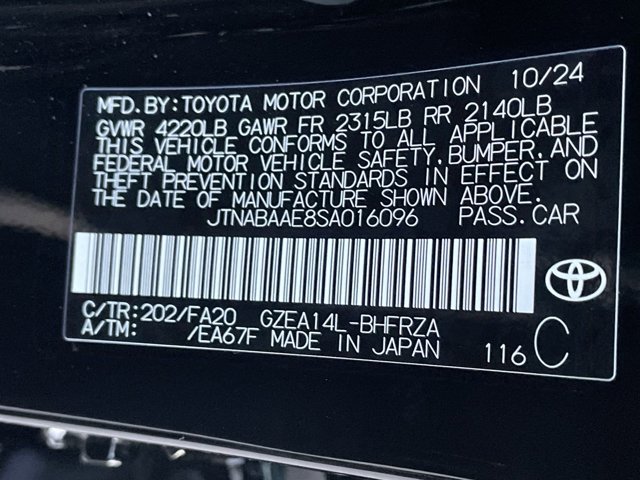 MFD. BY: TOYOTA MOTOR CORPORATION 10/24
GVWR 4220LB GAWR FR 2315LB RR 2140LB
THIS VEHICLE CONFORMS TO ALL APPLICABLE
FEDERAL MOTOR VEHICLE SAFETY, BUMPER, AND
THEFT PREVENTION STANDARDS IN EFFECT ON
THE DATE OF MANUFACTURE SHOWN ABOVE.
JTNABAAE8SA016096 PASS. CAR
C/TR: 202/FA20 GZEA14L-BHFRZA
A/TM: /EA67F MADE IN JAPAN 116 C